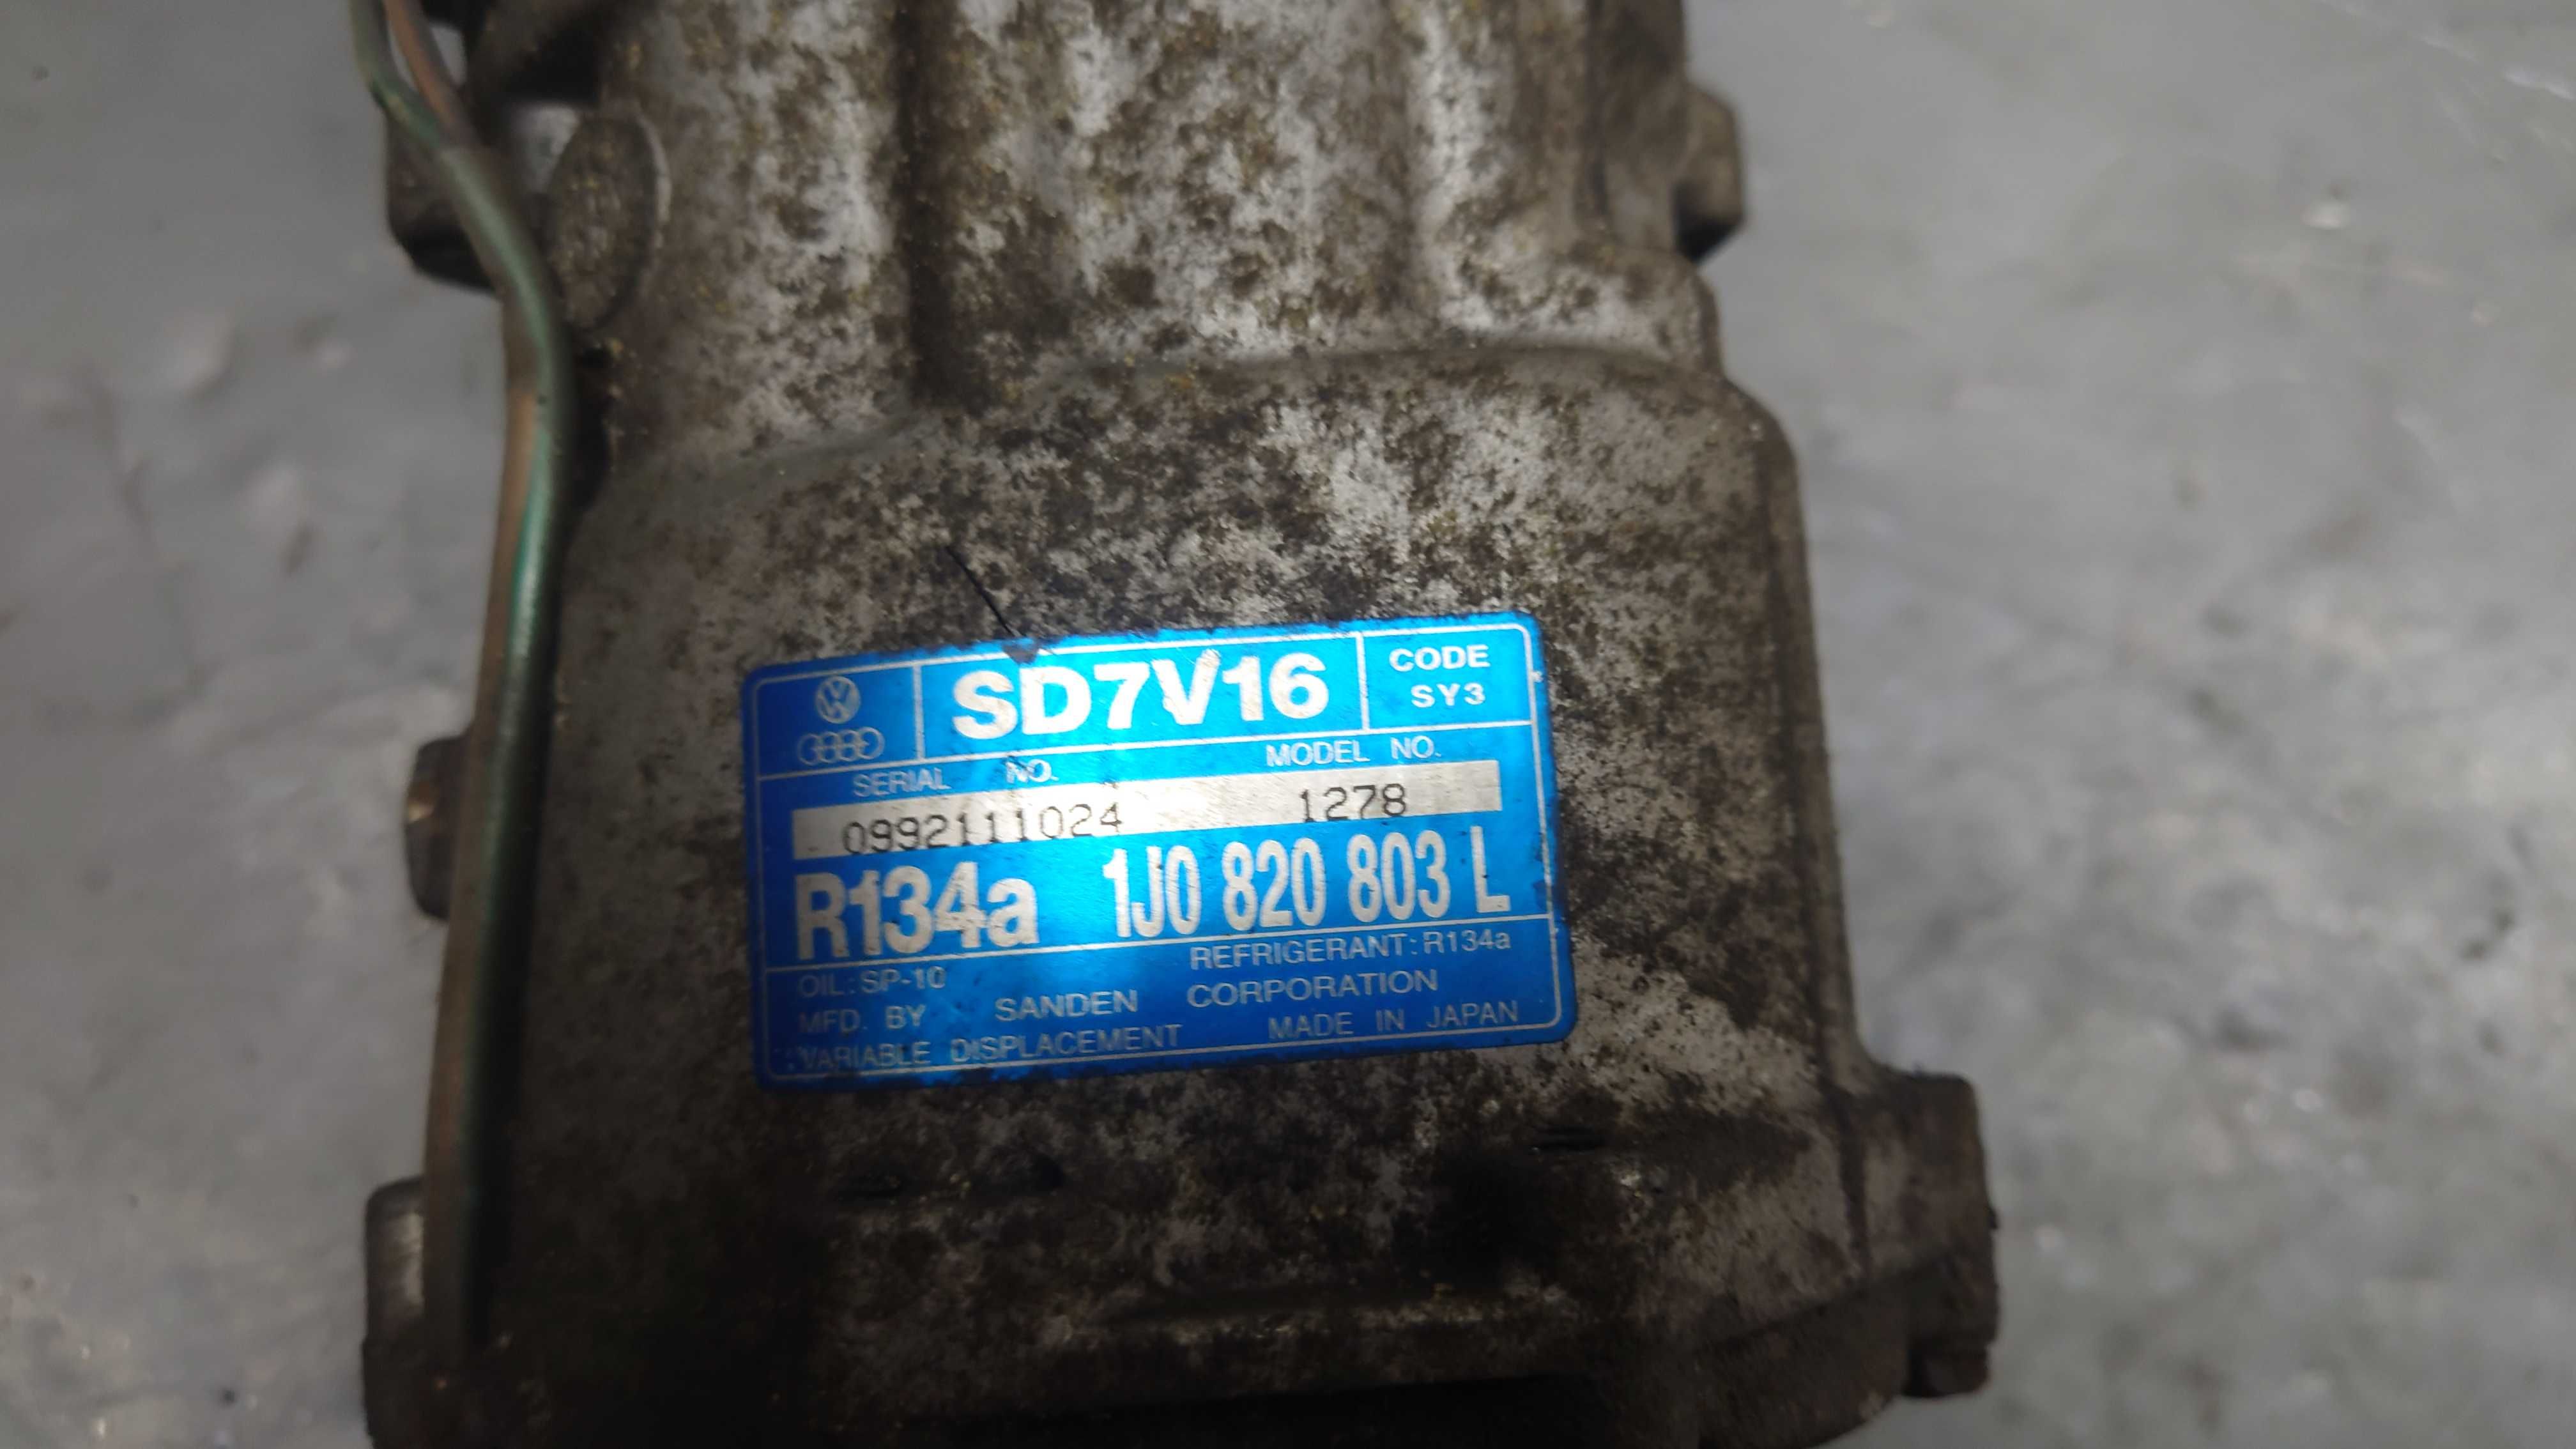 SD7V16
CODE
SY3
SERIAL NO. MODEL NO.
0992111024 1278
R134a 1J0 820 803 L
OIL:SP-10 REFRIGERANT:R134a
MFD. BY SANDEN CORPORATION
VARIABLE DISPLACEMENT MADE IN JAPAN